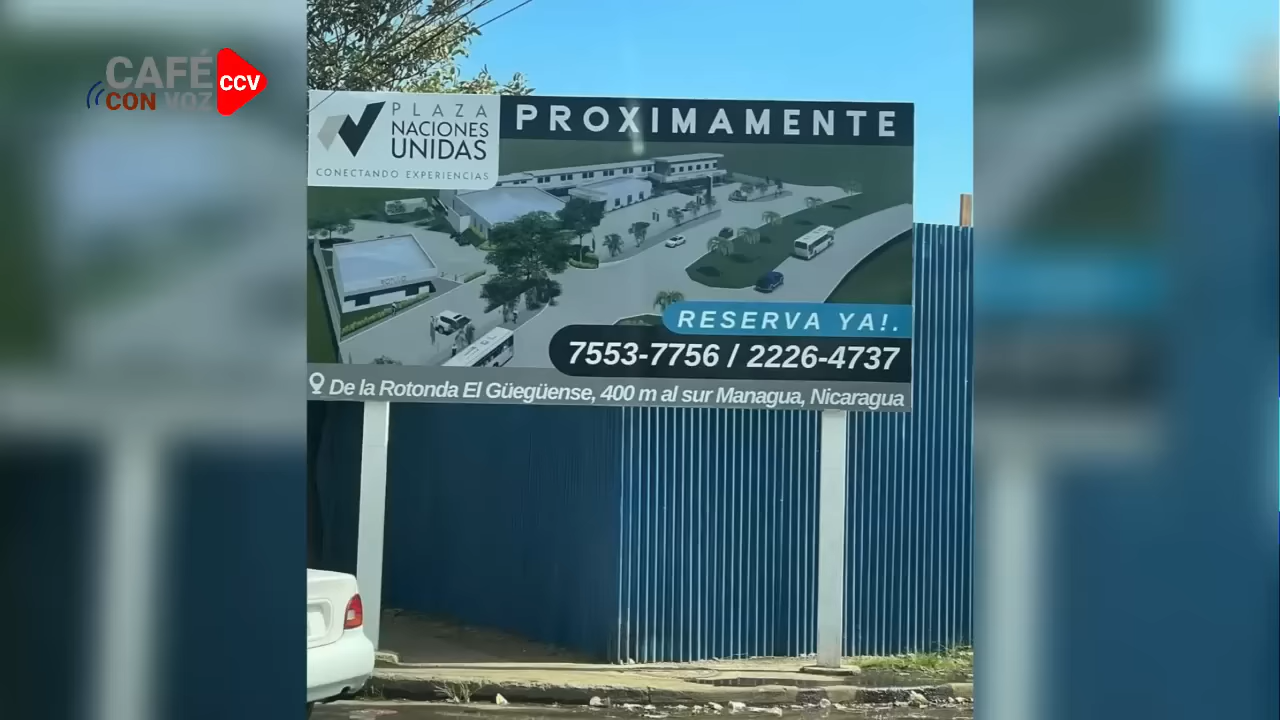 CAFÉ
CON VOZ
CCV
PLAZA
NACIONES
UNIDAS
CONECTANDO EXPERIENCIAS
PROXIMAMENTE
RESERVA YA!.
7553-7756 / 2226-4737
De la Rotonda El Güegüense, 400 m al sur Managua, Nicaragua